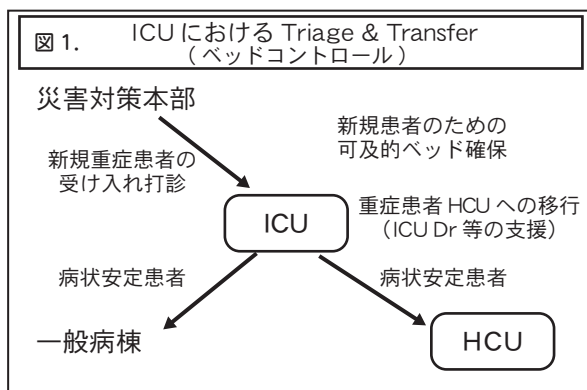 図1.
ICUにおける Triage & Transfer
(ベッドコントロール)
災害対策本部
新規患者のための
可及的ベッド確保
新規重症患者の
受け入れ打診
ICU
重症患者 HCU への移行
(ICU Dr 等の支援)
病状安定患者
病状安定患者
一般病棟
HCU